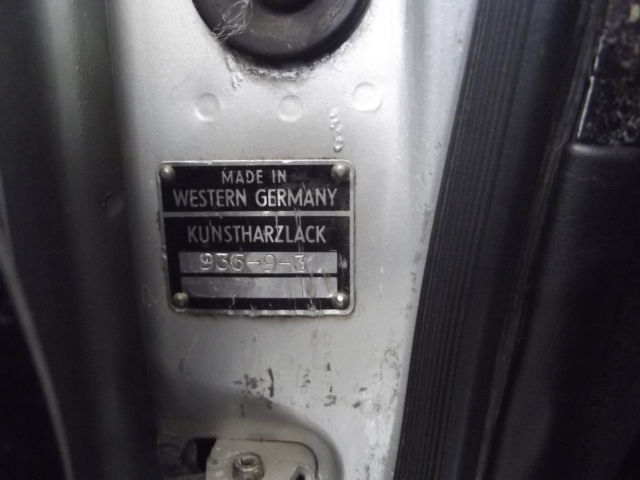 MADE IN
WESTERN GERMANY
KUNSTHARZLACK
936-9-3